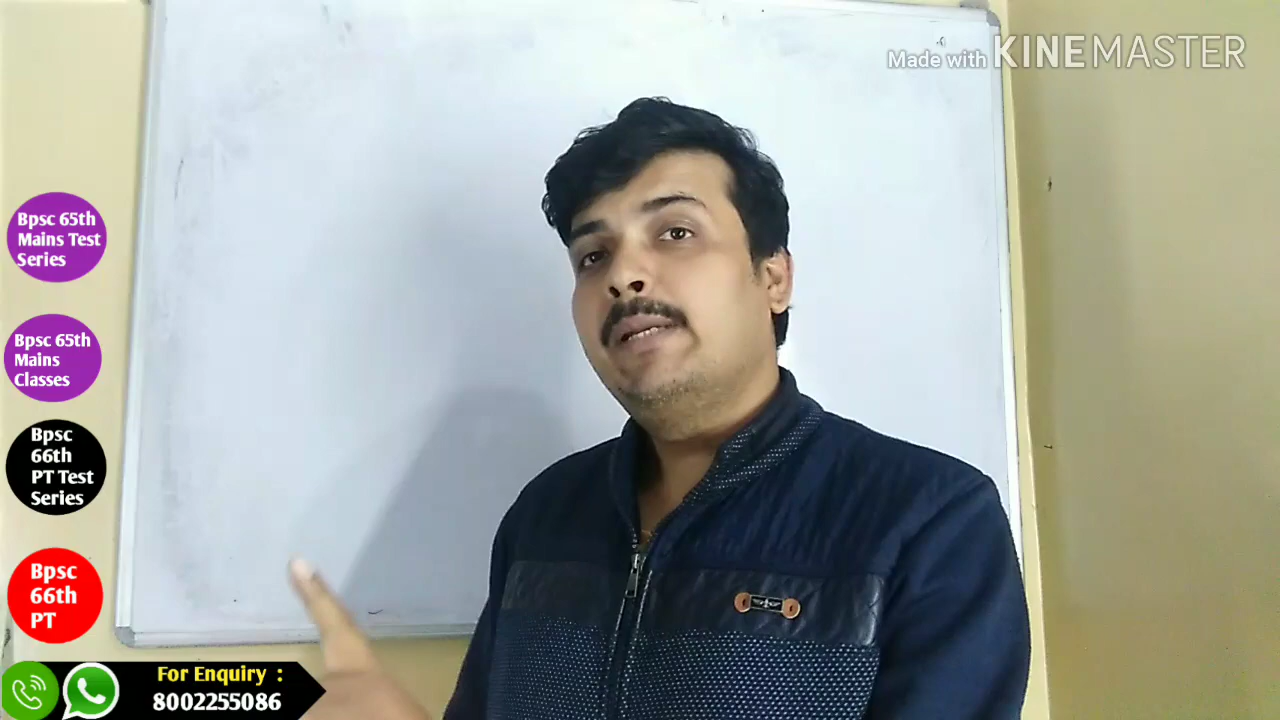 Made with KINEMASTER
Bpsc 65th
Mains Test
Series
Bpsc 65th
Mains
Classes
Bpsc
66th
PT Test
Series
Bpsc
66th
PT
For Enquiry :
8002255086